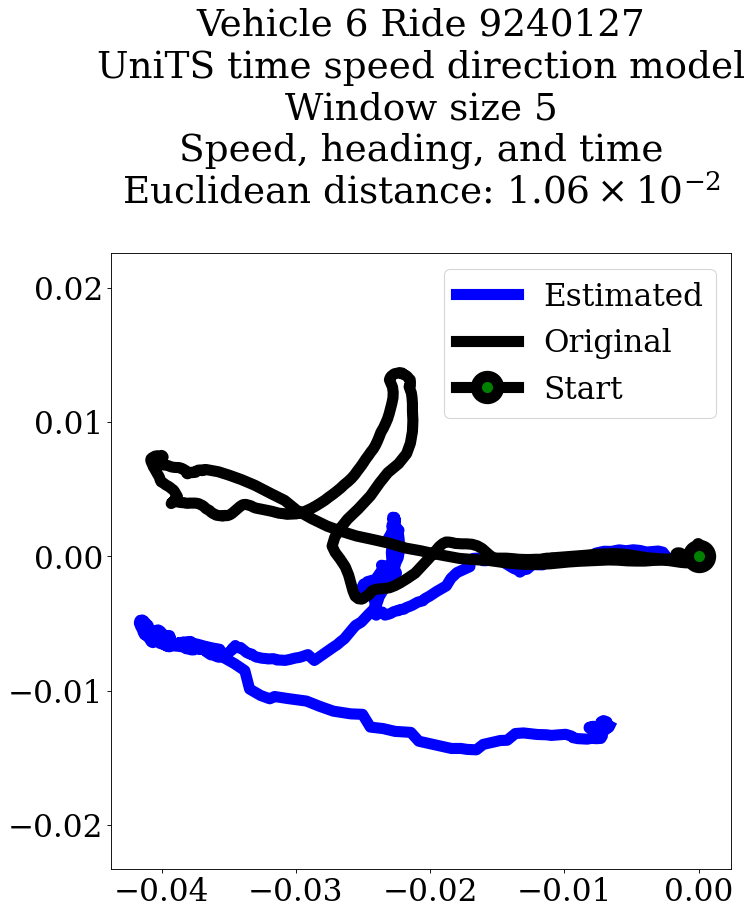 Vehicle 6 Ride 9240127
UniTS time speed direction model
Window size 5
Speed, heading, and time
Euclidean distance: 1.06 × 10⁻²
Estimated
Original
Start
0.02
0.01
0.00
−0.01
−0.02
−0.04
−0.03
−0.02
−0.01
0.00